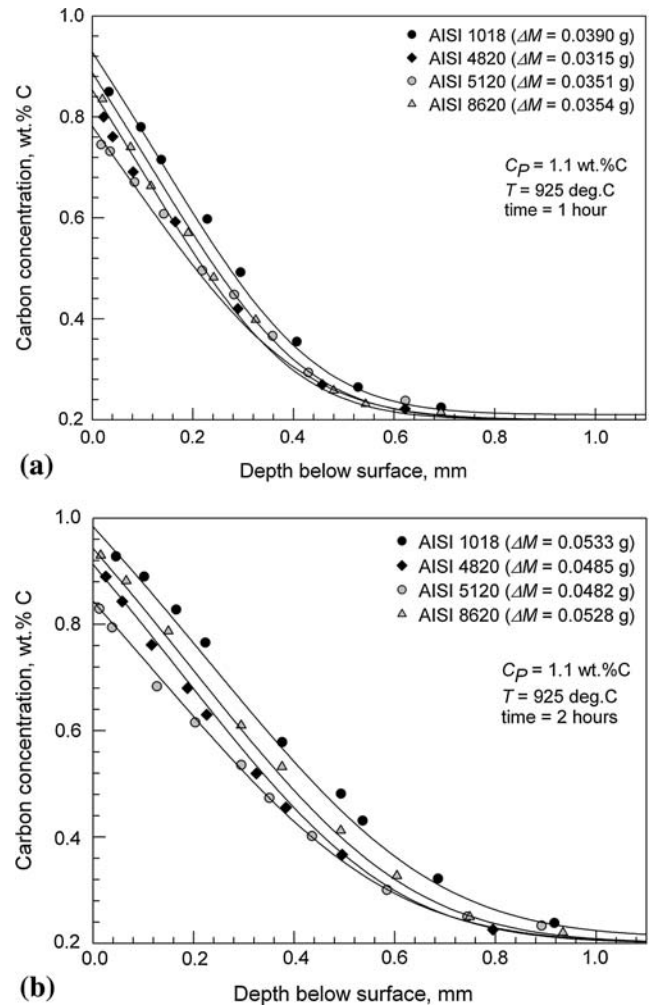 1.0
AISI 1018 (ΔM = 0.0390 g)
AISI 4820 (ΔM = 0.0315 g)
AISI 5120 (ΔM = 0.0351 g)
AISI 8620 (ΔM = 0.0354 g)
0.8
C_P = 1.1 wt.%C
T = 925 deg.C
time = 1 hour
0.6
0.4
0.2
Carbon concentration, wt.% C
0.0 0.2 0.4 0.6 0.8 1.0
(a)
Depth below surface, mm
1.0
AISI 1018 (ΔM = 0.0533 g)
AISI 4820 (ΔM = 0.0485 g)
AISI 5120 (ΔM = 0.0482 g)
AISI 8620 (ΔM = 0.0528 g)
0.8
C_P = 1.1 wt.%C
T = 925 deg.C
time = 2 hours
0.6
0.4
0.2
Carbon concentration, wt.% C
0.0 0.2 0.4 0.6 0.8 1.0
(b)
Depth below surface, mm